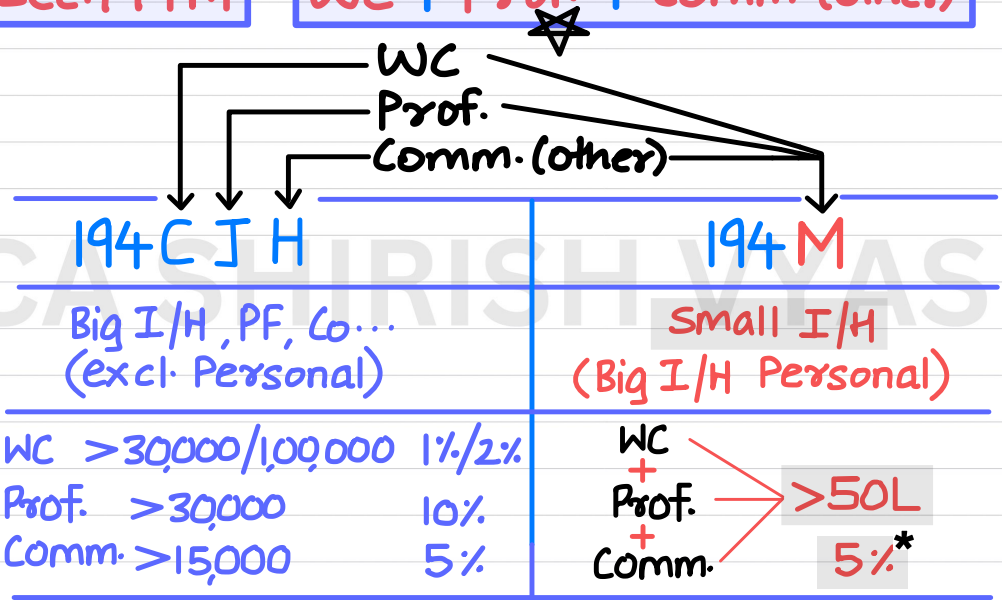 WC
Prof.
Comm. (other)
194 C J H
194 M
CA SHIRISH VYAS
Big I/H, PF, Co...
(excl. Personal)
Small I/H
(Big I/H Personal)
WC >30,000/1,00,000 1%/2%
Prof. >30,000 10%
Comm. >15,000 5%
WC
+
Prof. >50L
+
Comm. 5%*